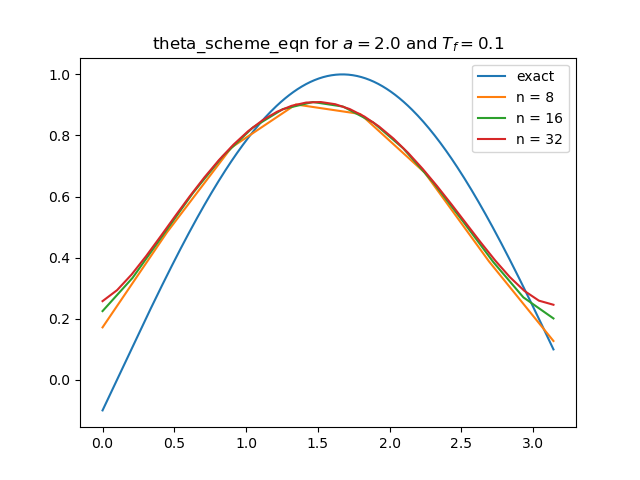 theta_scheme_eqn for $a = 2.0$ and $T_f = 0.1$
exact
n = 8
n = 16
n = 32
1.0
0.8
0.6
0.4
0.2
0.0
0.0 0.5 1.0 1.5 2.0 2.5 3.0